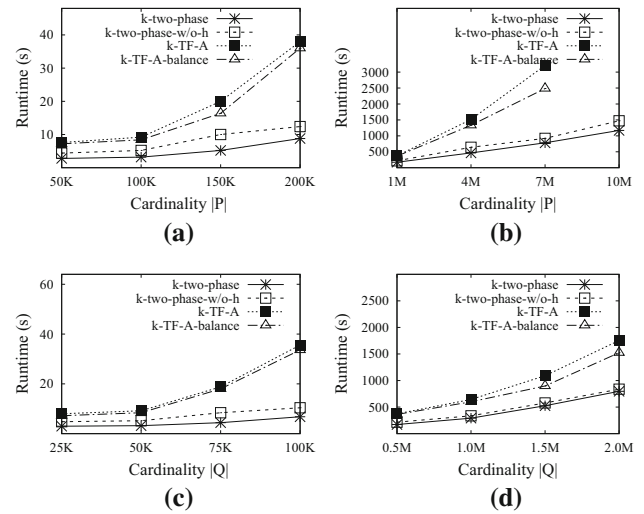 k-two-phase
k-two-phase-w/o-h
k-TF-A
k-TF-A-balance
Runtime (s)
40
30
20
10
50K 100K 150K 200K
Cardinality |P|
(a)
k-two-phase
k-two-phase-w/o-h
k-TF-A
k-TF-A-balance
Runtime (s)
3000
2500
2000
1500
1000
500
1M 4M 7M 10M
Cardinality |P|
(b)
k-two-phase
k-two-phase-w/o-h
k-TF-A
k-TF-A-balance
Runtime (s)
60
40
20
25K 50K 75K 100K
Cardinality |Q|
(c)
k-two-phase
k-two-phase-w/o-h
k-TF-A
k-TF-A-balance
Runtime (s)
2500
2000
1500
1000
500
0.5M 1.0M 1.5M 2.0M
Cardinality |Q|
(d)